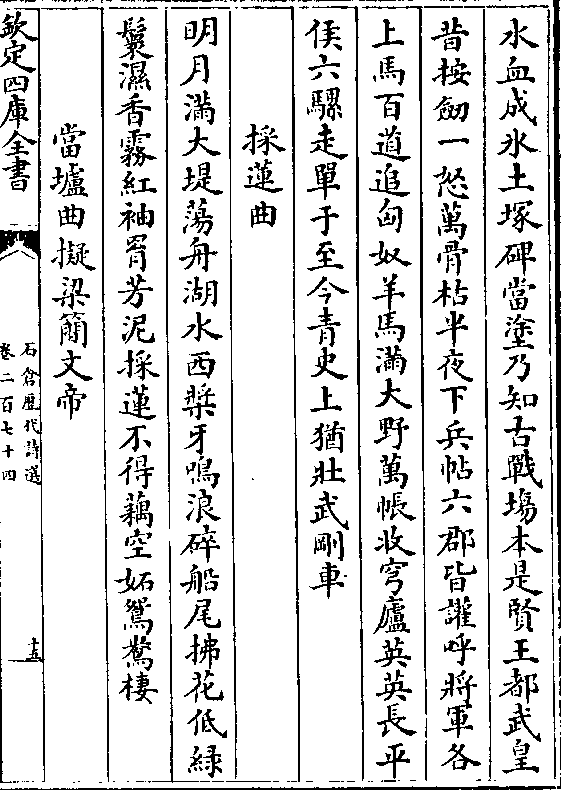 水血成氷土塚碑當塗乃知古戰塲本是賢王都武皇
昔按劒一怒萬骨枯半夜下兵帖六郡皆讙呼將軍各
上馬百道追匈奴羊馬滿大野萬帳收穹廬英英長平
侯六騾走單于至今青史上猶壯武剛車
採蓮曲
明月滿大堤蕩舟湖水西槳牙鳴浪碎船尾拂花低綠
鬟濕香霧紅袖罥芳泥採蓮不得藕空妬鴛鴦棲
當壚曲擬梁簡文帝
欽定四庫全書
石倉歷代詩選
卷二百七十四
十五